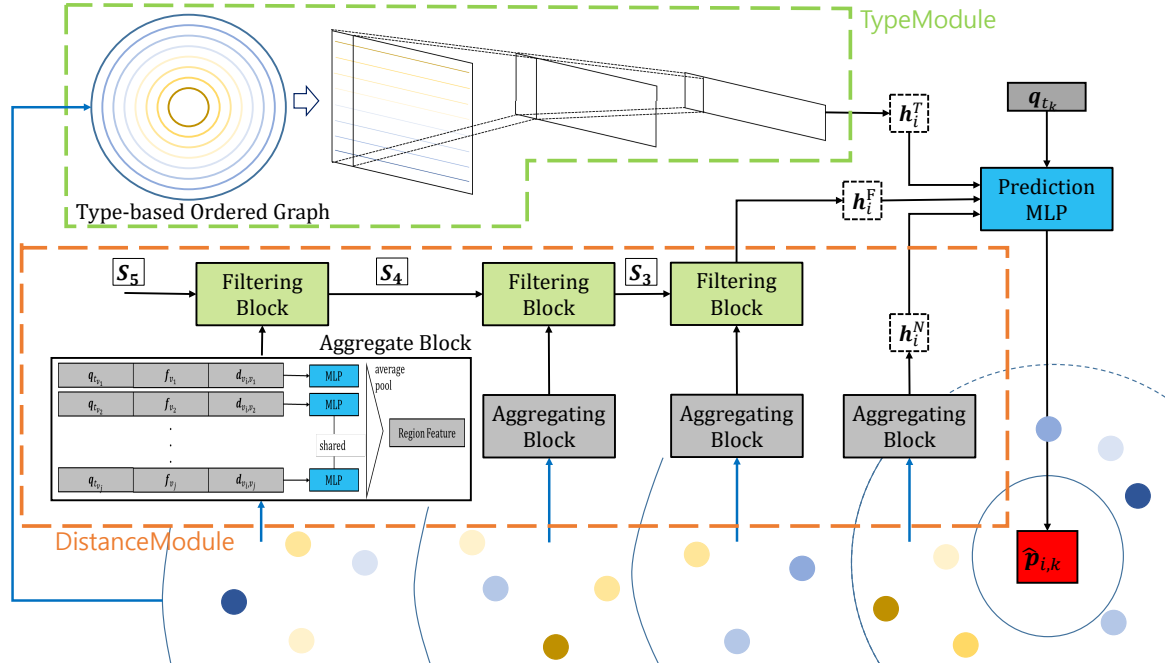 TypeModule
Type-based Ordered Graph
h_i^T
q_{t_k}
h_i^F
Prediction
MLP
S_5
Filtering
Block
S_4
Filtering
Block
S_3
Filtering
Block
h_i^N
Aggregate Block
q_{t_{v_1}} f_{v_1} d_{v_i,v_1} MLP
q_{t_{v_2}} f_{v_2} d_{v_i,v_2} MLP
.
.
.
shared
q_{t_{v_j}} f_{v_j} d_{v_i,v_j} MLP
average
pool
Region Feature
Aggregating
Block
Aggregating
Block
Aggregating
Block
DistanceModule
p̂_{i,k}